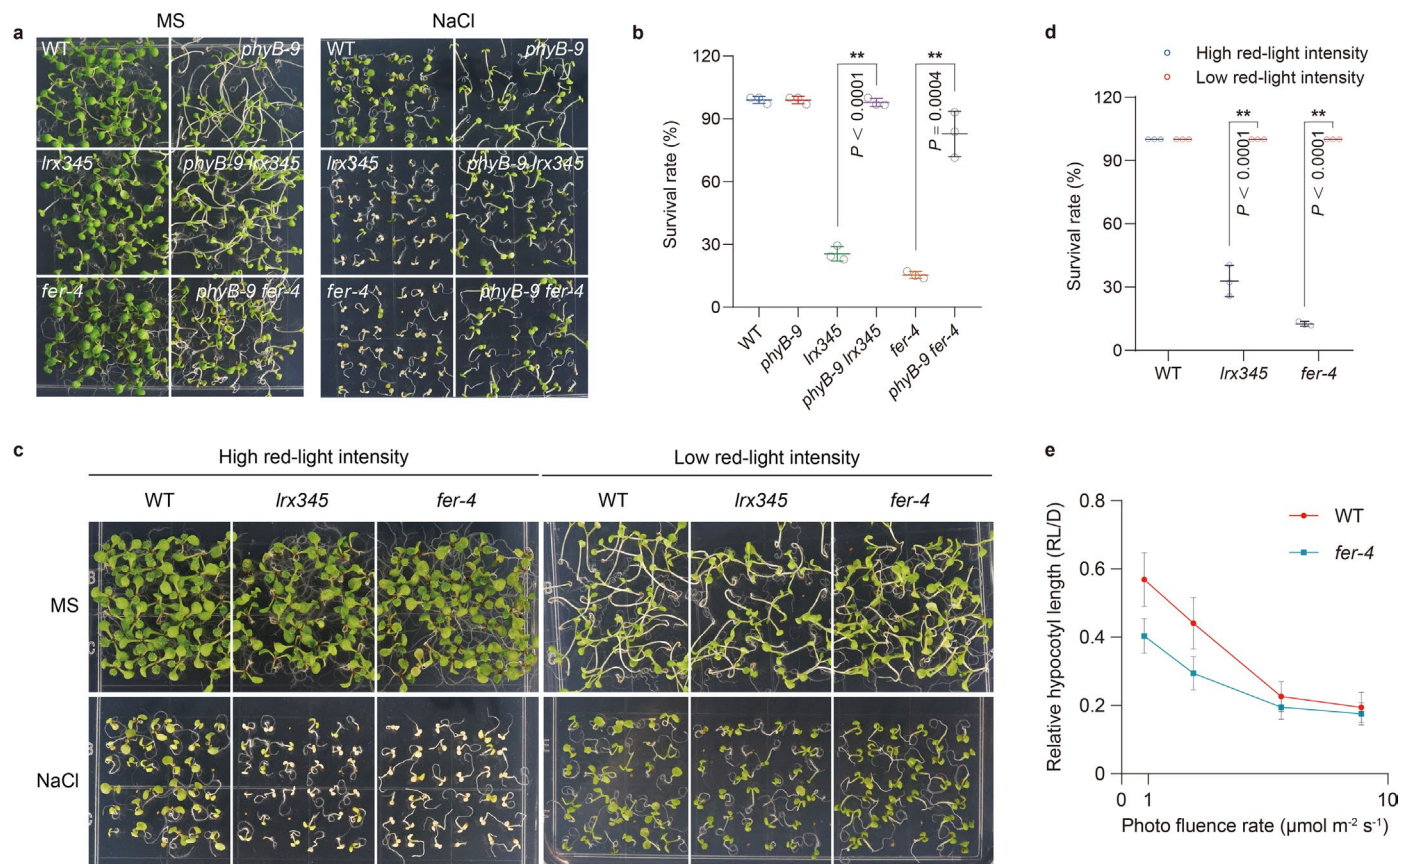 a
MS
NaCl
WT
phyB-9
WT
phyB-9
lrx345
phyB-9 lrx345
lrx345
phyB-9 lrx345
fer-4
phyB-9 fer-4
fer-4
phyB-9 fer-4
b
Survival rate (%)
120
90
60
30
0
**
P < 0.0001
**
P = 0.0004
WT
phyB-9
lrx345
phyB-9 lrx345
fer-4
phyB-9 fer-4
d
High red-light intensity
Low red-light intensity
Survival rate (%)
120
90
60
30
0
**
P < 0.0001
**
P < 0.0001
WT
lrx345
fer-4
c
High red-light intensity
Low red-light intensity
WT
lrx345
fer-4
WT
lrx345
fer-4
MS
NaCl
e
Relative hypocotyl length (RL/D)
0.8
0.6
0.4
0.2
0
WT
fer-4
0
1
10
Photo fluence rate (μmol m⁻² s⁻¹)